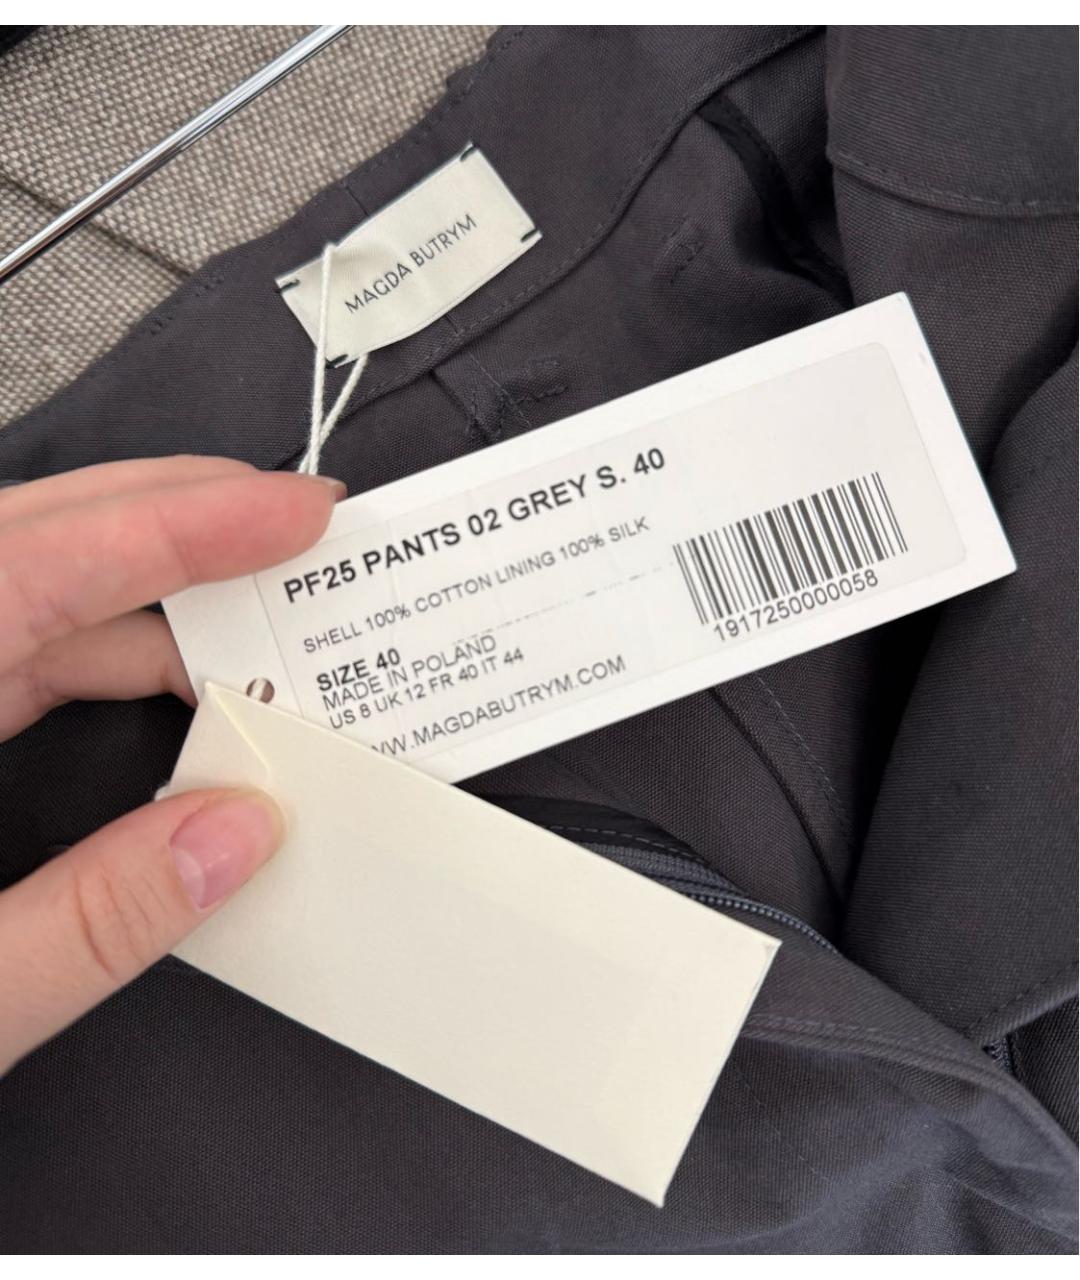 MAGDA BUTRYM
PF25 PANTS 02 GREY S. 40
SHELL 100% COTTON LINING 100% SILK
SIZE 40
MADE IN POLAND
US 8 UK 12 FR 40 IT 44
WW.MAGDABUTRYM.COM
1917250000058